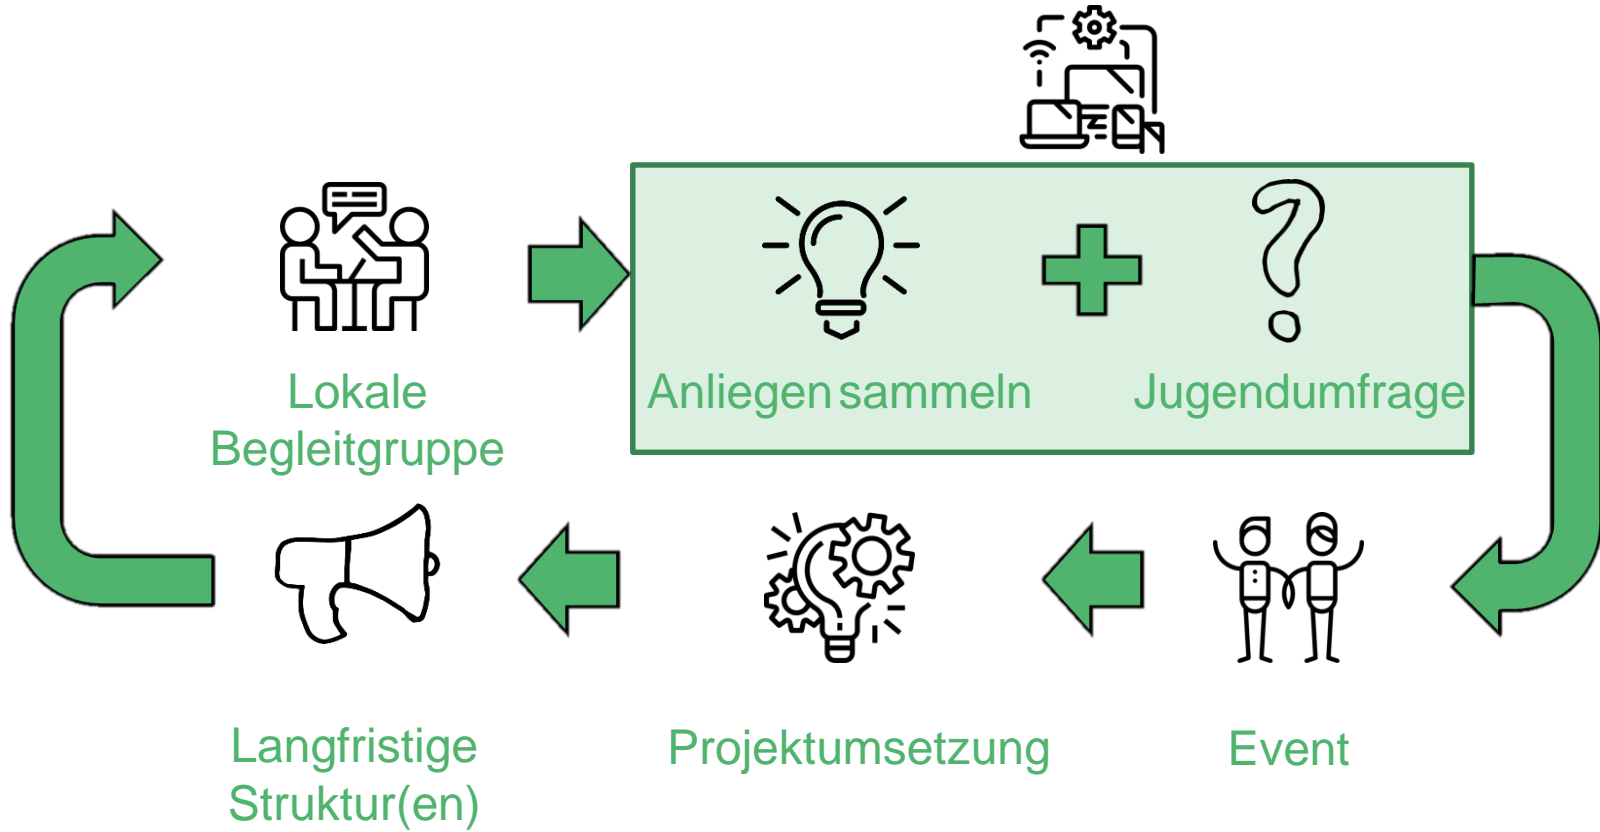 Lokale
Begleitgruppe
Anliegen sammeln
Jugendumfrage
Langfristige
Struktur(en)
Projektumsetzung
Event